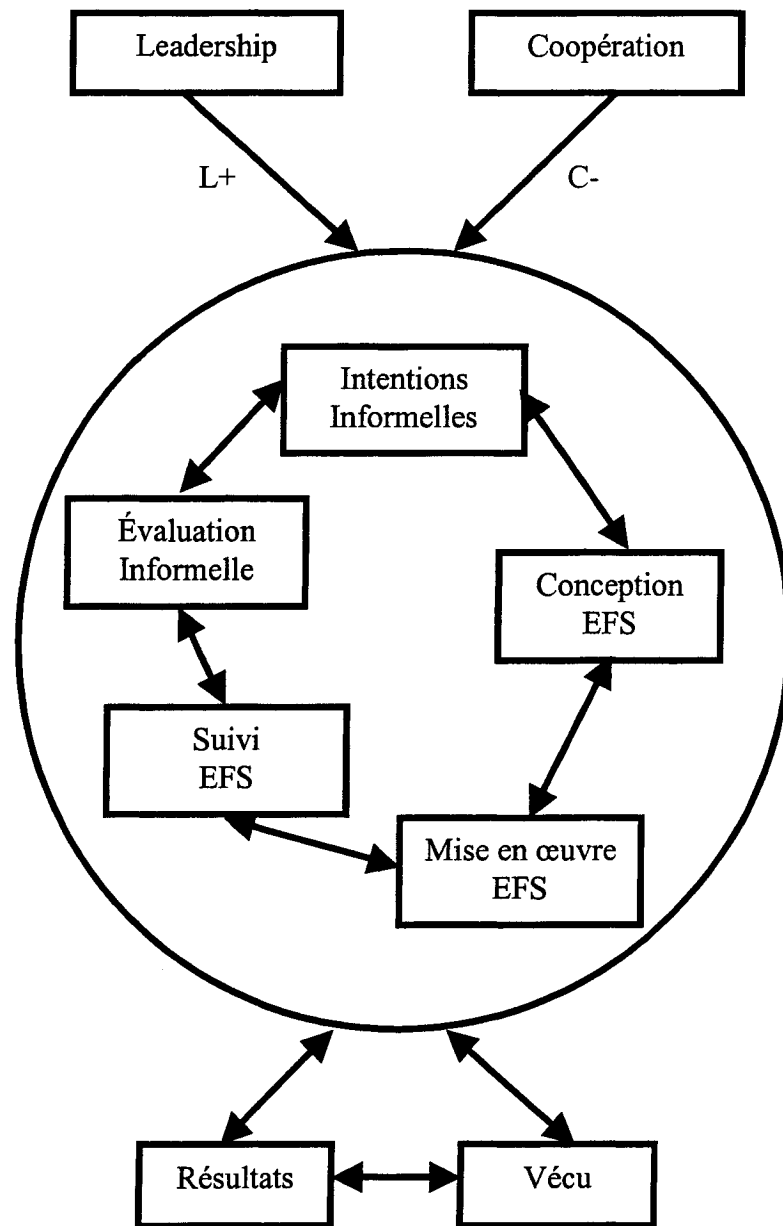 Leadership
Coopération
L+
C-
Intentions
Informelles
Évaluation
Informelle
Conception
EFS
Suivi
EFS
Mise en œuvre
EFS
Résultats
Vécu